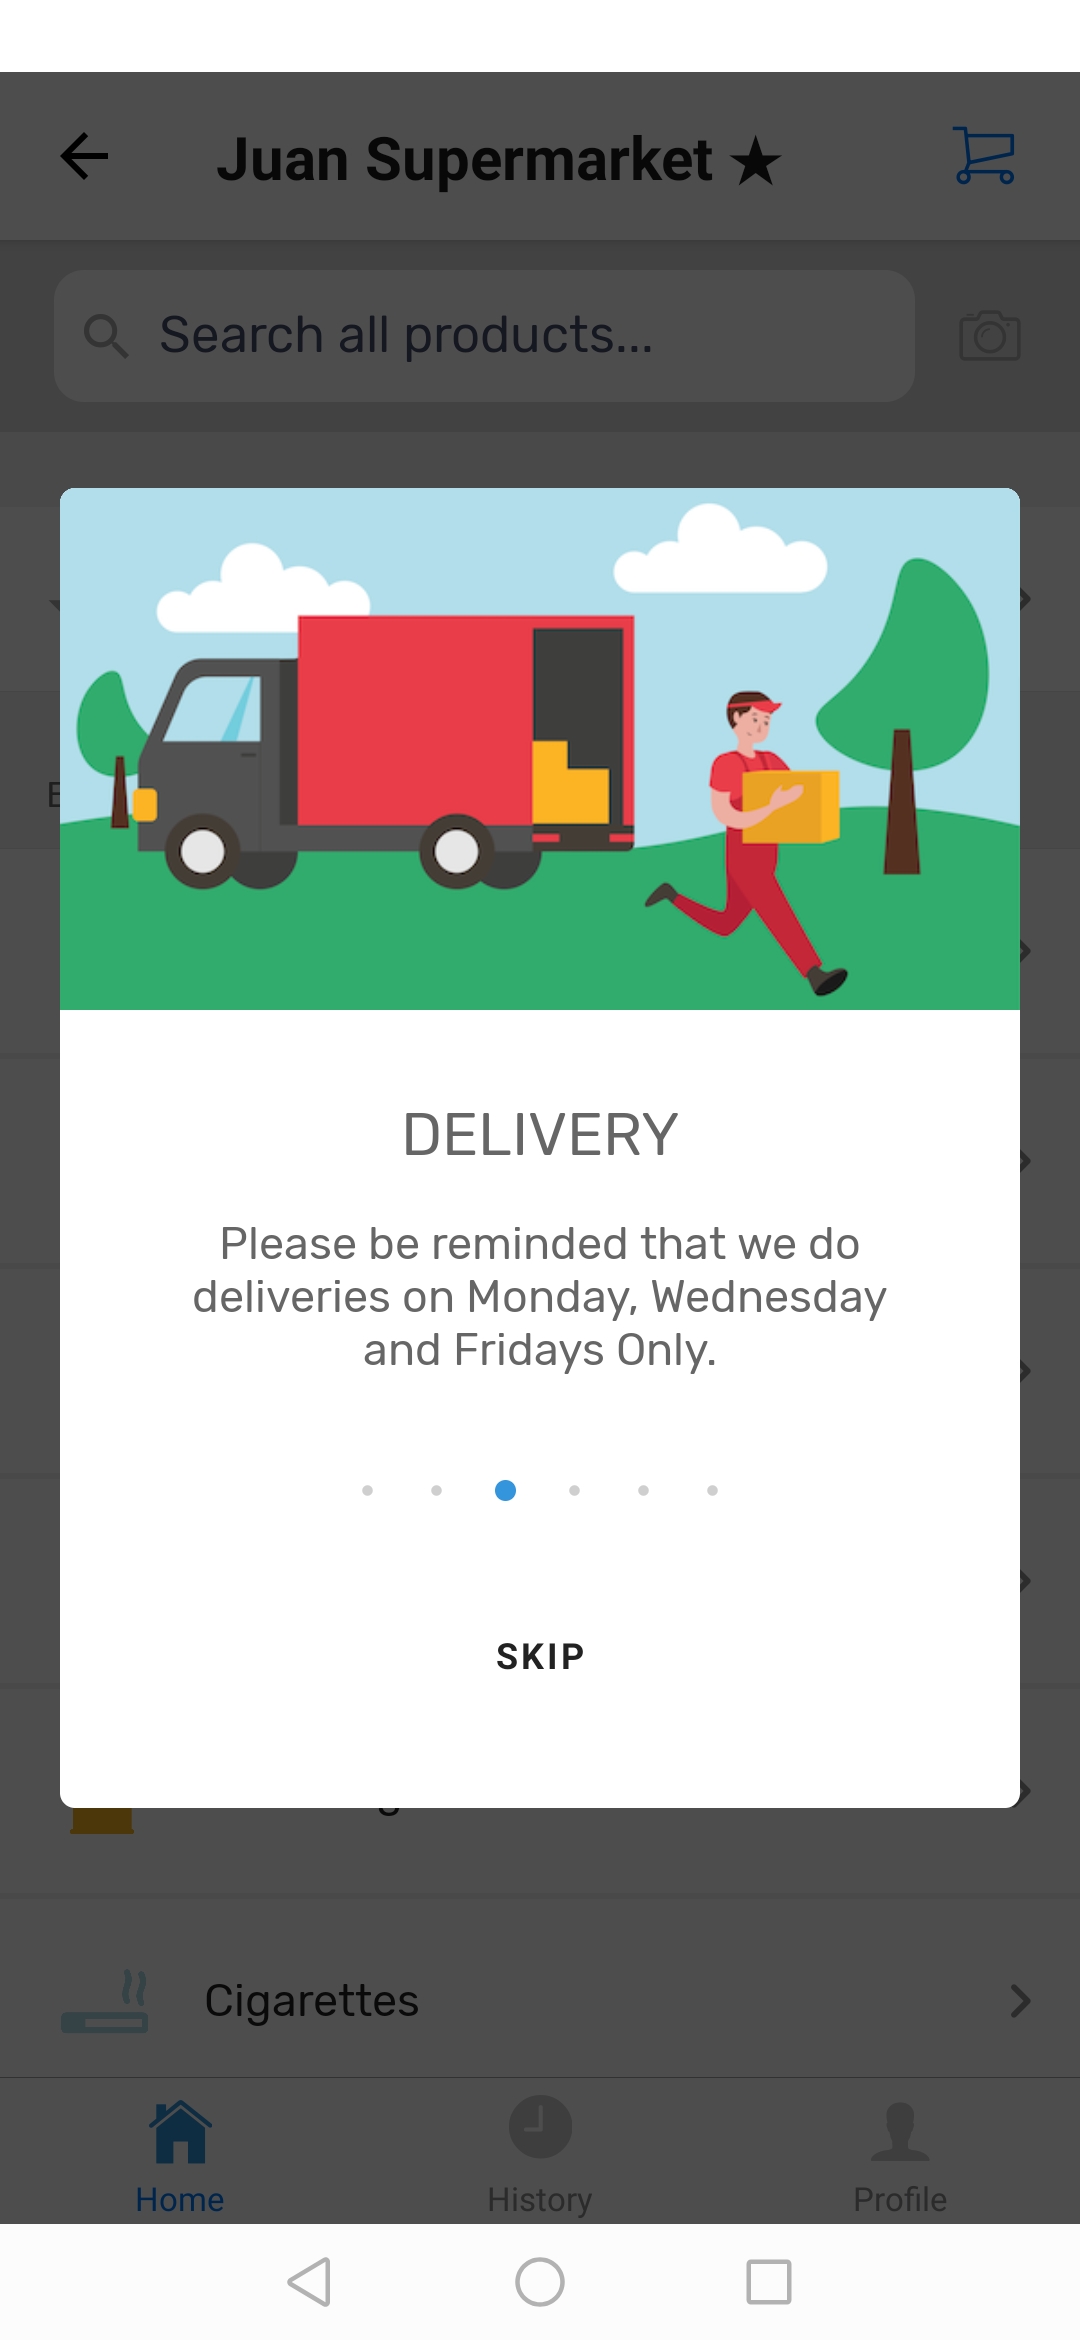 Juan Supermarket ★
Search all products...
DELIVERY
Please be reminded that we do
deliveries on Monday, Wednesday
and Fridays Only.
SKIP
Cigarettes
Home
History
Profile